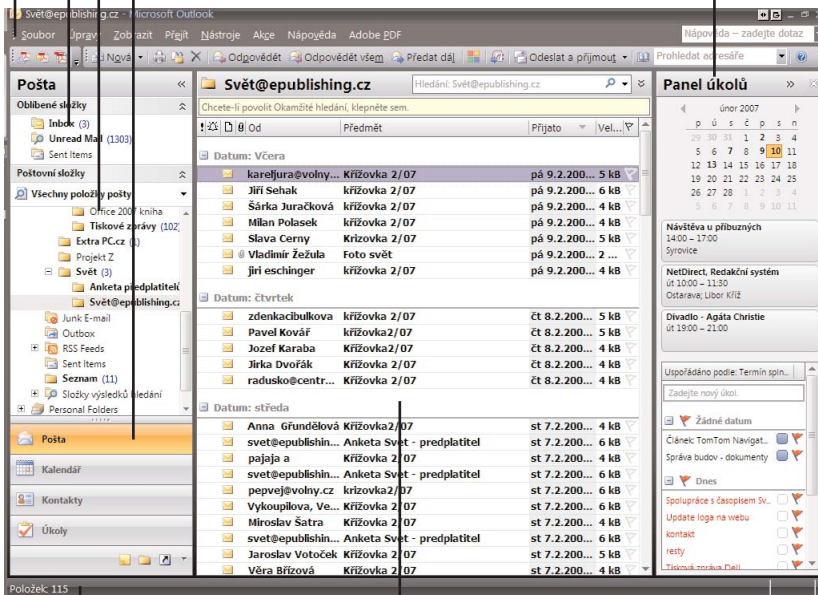 Svět@epublishing.cz - Microsoft Outlook
Soubor Úpravy Zobrazit Přejít Nástroje Akce Nápověda Adobe PDF
Nápověda – zadejte dotaz
Nový Odpovědět Odpovědět všem Předat dál Odeslat a přijmout Prohledat adresáře
Pošta
Oblíbené složky
Inbox (3)
Unread Mail (1303)
Sent Items
Poštovní složky
Všechny položky pošty
Office 2007 kniha
Tiskové zprávy (102)
Extra PC.cz (1)
Projekt Z
Svět (3)
Anketa předplatitelů
Svět@epublishing.cz
Junk E-mail
Outbox
RSS Feeds
Sent Items
Seznam (11)
Složky výsledků hledání
Personal Folders
Pošta
Kalendář
Kontakty
Úkoly
Svět@epublishing.cz Hledání: Svět@epublishing.cz
Chcete-li povolit Okamžité hledání, klepněte sem.
Od Předmět Přijato Vel...
Datum: Včera
kareljura@volny... Křížovka 2/07 pá 9.2.200... 5 kB
Jiří Sehak křížovka 2/07 pá 9.2.200... 4 kB
Šárka Juračková křížovka 2/07 pá 9.2.200... 4 kB
Milan Polasek křížovka 2/07 pá 9.2.200... 4 kB
Slava Cerny Krizovka 2/07 pá 9.2.200... 5 kB
Vladimír Žežula Foto svět pá 9.2.200... 2 ...
jiri eschinger křížovka 2/07 pá 9.2.200... 4 kB
Datum: čtvrtek
zdenkacibulkova křížovka 2/07 čt 8.2.200... 5 kB
Pavel Kovář křížovka2/07 čt 8.2.200... 5 kB
Jozef Karaba Křížovka 2/07 čt 8.2.200... 4 kB
Jirka Dvořák Křížovka 2/07 čt 8.2.200... 4 kB
radusko@centr... Křížovka 2/07 čt 8.2.200... 4 kB
Datum: středa
Anna Gřundělová Křížovka2/07 st 7.2.200... 4 kB
svet@epublishin... Anketa Svět - predplatitel st 7.2.200... 6 kB
pajaja a Křížovka 2/07 st 7.2.200... 4 kB
svet@epublishin... Anketa Svět - predplatitel st 7.2.200... 6 kB
pepvej@volny.cz krizovka2/07 st 7.2.200... 6 kB
Vykoupilova, Ve... Křížovka 2/07 st 7.2.200... 6 kB
Miroslav Šatra Křížovka 2/07 st 7.2.200... 4 kB
svet@epublishin... Anketa Svět - predplatitel st 7.2.200... 6 kB
Jaroslav Votoček Křížovka 2/07 st 7.2.200... 4 kB
Věra Břízová Křížovka 2/07 st 7.2.200... 4 kB
Panel úkolů
únor 2007
p ú s č p s n
29 30 31 1 2 3 4
5 6 7 8 9 10 11
12 13 14 15 16 17 18
19 20 21 22 23 24 25
26 27 28 1 2 3 4
5 6 7 8 9 10 11
Návštěva u příbuzných
14:00 – 17:00
Syrovice
NetDirect, Redakční systém
út 10:00 – 11:30
Ostarava; Libor Kříž
Divadlo - Agáta Christie
út 19:00 – 21:00
Uspořádáno podle: Termín spln...
Zadejte nový úkol.
Žádné datum
Článek: TomTom Navigat...
Správa budov - dokumenty
Dnes
Spolupráce s časopisem Sv...
Update loga na webu
kontakt
resty
Tisková zpráva Dell
Položek: 115